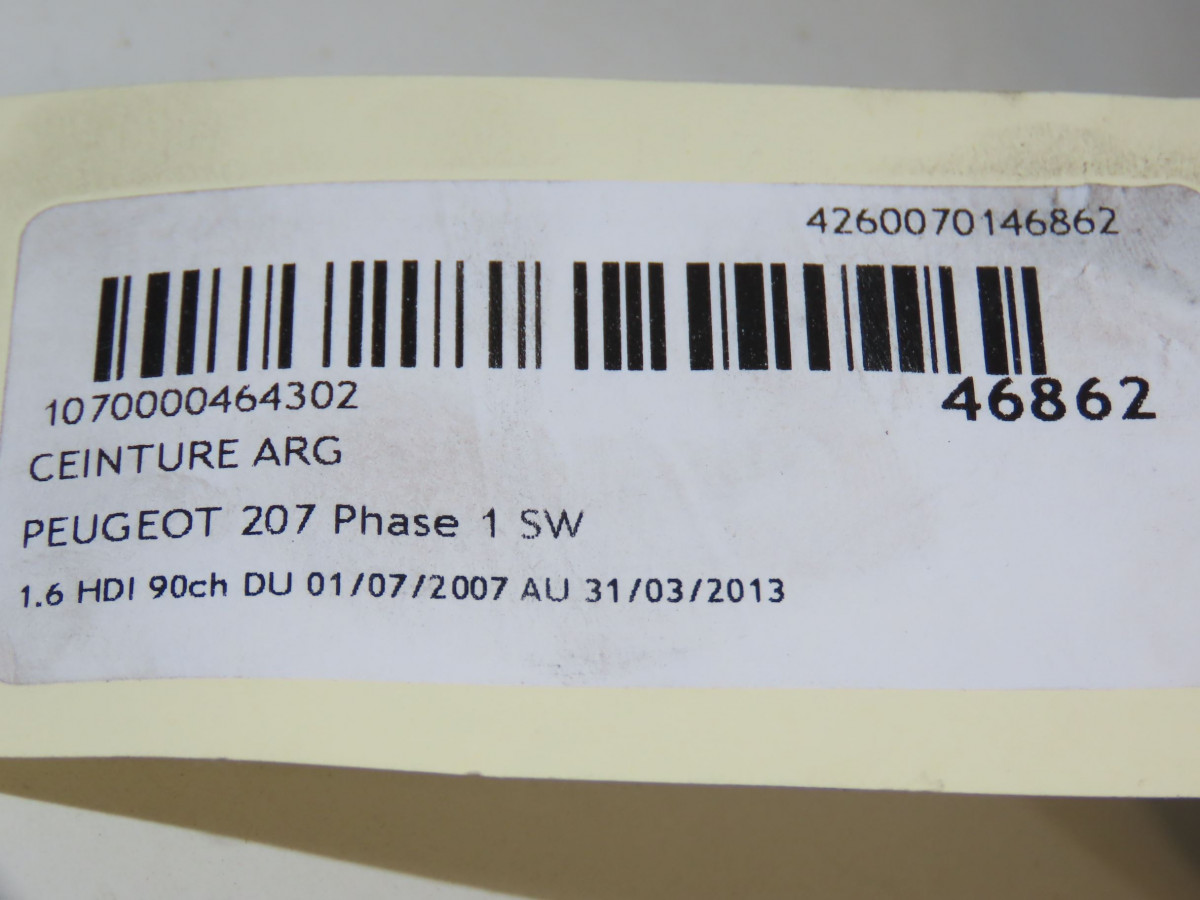 4260070146862
1070000464302
46862
CEINTURE ARG
PEUGEOT 207 Phase 1 SW
1.6 HDI 90ch DU 01/07/2007 AU 31/03/2013